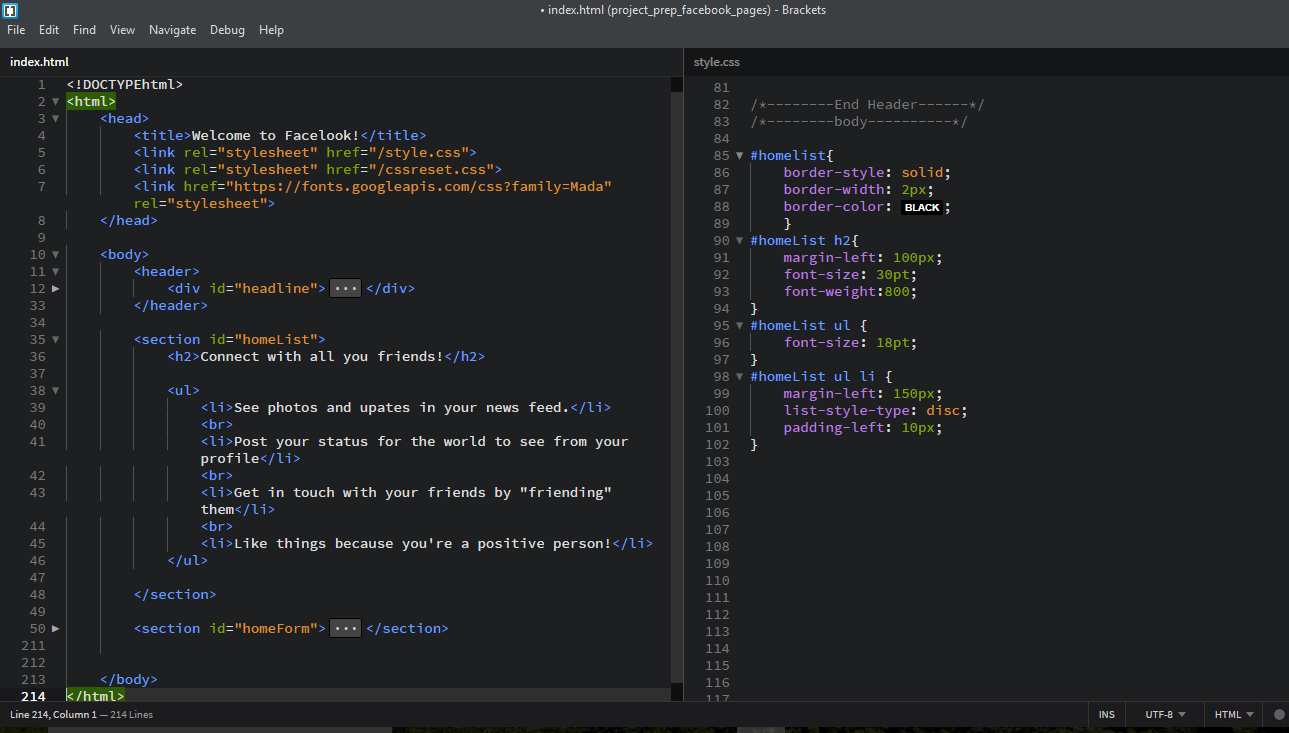 • index.html (project_prep_facebook_pages) - Brackets
File Edit Find View Navigate Debug Help
index.html
1 <!DOCTYPEhtml>
2 <html>
3 <head>
4 <title>Welcome to Facelook!</title>
5 <link rel="stylesheet" href="/style.css">
6 <link rel="stylesheet" href="/cssreset.css">
7 <link href="https://fonts.googleapis.com/css?family=Mada"
rel="stylesheet">
8 </head>
9
10 <body>
11 <header>
12 <div id="headline"> ... </div>
33 </header>
34
35 <section id="homeList">
36 <h2>Connect with all you friends!</h2>
37
38 <ul>
39 <li>See photos and upates in your news feed.</li>
40 <br>
41 <li>Post your status for the world to see from your
profile</li>
42 <br>
43 <li>Get in touch with your friends by "friending"
them</li>
44 <br>
45 <li>Like things because you're a positive person!</li>
46 </ul>
47
48 </section>
49
50 <section id="homeForm"> ... </section>
211
212
213 </body>
214 </html>
style.css
81
82 /*--------End Header------*/
83 /*--------body----------*/
84
85 #homelist{
86 border-style: solid;
87 border-width: 2px;
88 border-color: BLACK;
89 }
90 #homeList h2{
91 margin-left: 100px;
92 font-size: 30pt;
93 font-weight:800;
94 }
95 #homeList ul {
96 font-size: 18pt;
97 }
98 #homeList ul li {
99 margin-left: 150px;
100 list-style-type: disc;
101 padding-left: 10px;
102 }
103
104
105
106
107
108
109
110
111
112
113
114
115
116
117
Line 214, Column 1 — 214 Lines
INS UTF-8 HTML